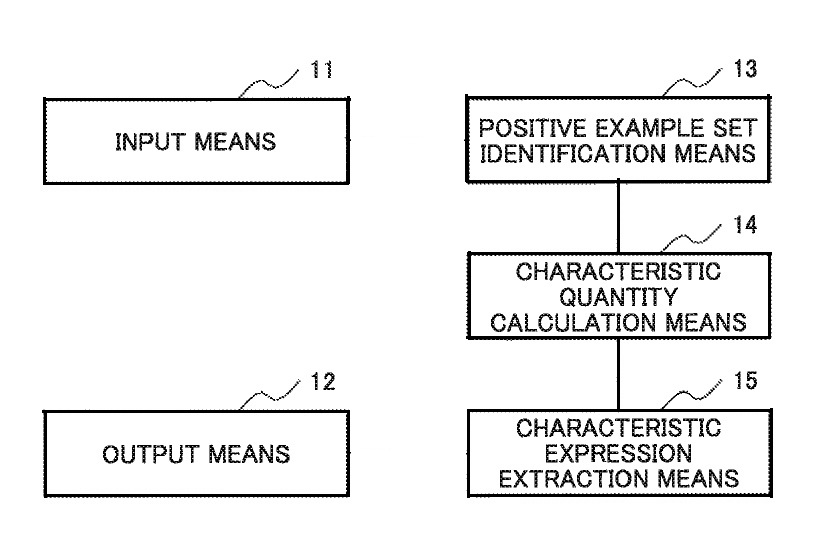 11
INPUT MEANS
13
POSITIVE EXAMPLE SET
IDENTIFICATION MEANS
14
CHARACTERISTIC
QUANTITY
CALCULATION MEANS
12
OUTPUT MEANS
15
CHARACTERISTIC
EXPRESSION
EXTRACTION MEANS